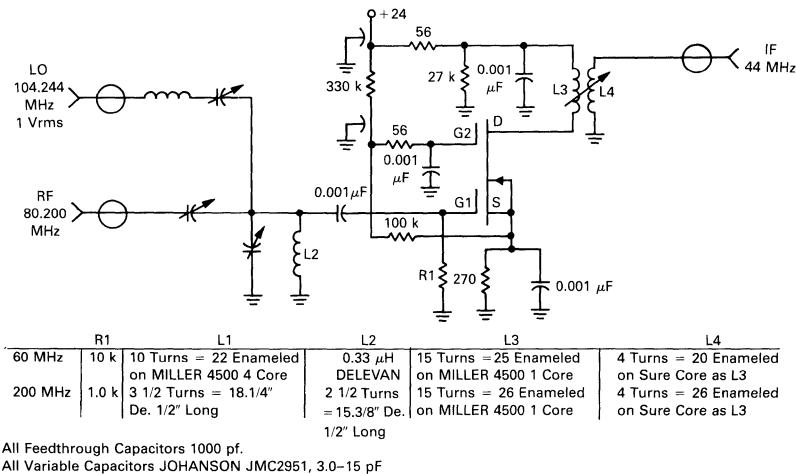 + 24
LO
104.244
MHz
1 Vrms
56
330 k
27 k
0.001
μF
L3
L4
IF
44 MHz
56
0.001
μF
G2
D
RF
80.200
MHz
0.001 μF
G1
S
L2
100 k
R1
270
0.001 μF
R1 L1 L2 L3 L4
60 MHz 10 k 10 Turns = 22 Enameled 0.33 μH 15 Turns =25 Enameled 4 Turns = 20 Enameled
on MILLER 4500 4 Core DELEVAN on MILLER 4500 1 Core on Sure Core as L3
200 MHz 1.0 k 3 1/2 Turns = 18.1/4" 2 1/2 Turns 15 Turns = 26 Enameled 4 Turns = 26 Enameled
De. 1/2" Long = 15.3/8" De. on MILLER 4500 1 Core on Sure Core as L3
1/2" Long
All Feedthrough Capacitors 1000 pf.
All Variable Capacitors JOHANSON JMC2951, 3.0–15 pF